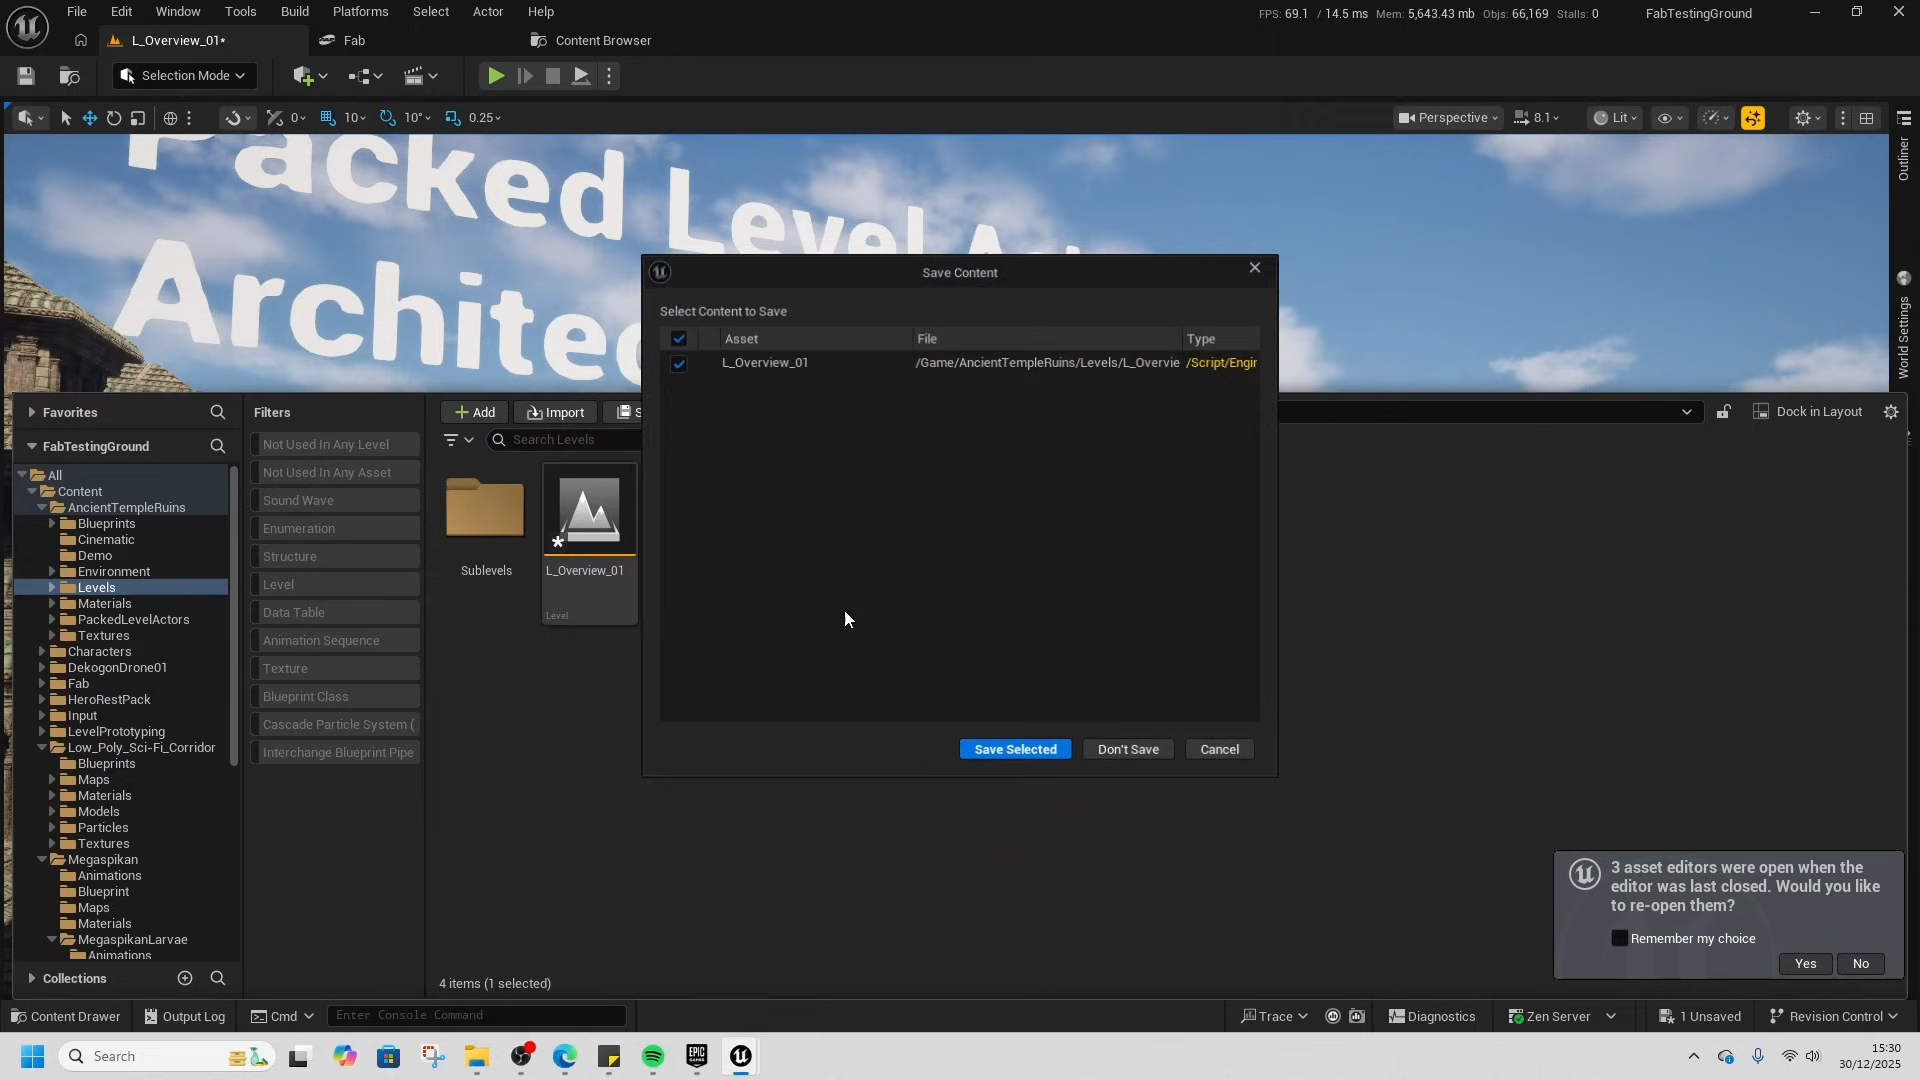 File Edit Window Tools Build Platforms Select Actor Help
FPS: 69.1 / 14.5 ms Mem: 5,643.43 mb Objs: 66,169 Stalls: 0
FabTestingGround
L_Overview_01*
Fab
Content Browser
Selection Mode
0
10
10°
0.25
Perspective
8.1
Lit
Outliner
World Settings
Packed Level
Archite
Save Content
Select Content to Save
Asset File Type
L_Overview_01 /Game/AncientTempleRuins/Levels/L_Overvie /Script/Engir
Save Selected Don't Save Cancel
Favorites
FabTestingGround
All
Content
AncientTempleRuins
Blueprints
Cinematic
Demo
Environment
Levels
Materials
PackedLevelActors
Textures
Characters
DekogonDrone01
Fab
HeroRestPack
Input
LevelPrototyping
Low_Poly_Sci-Fi_Corridor
Blueprints
Maps
Materials
Models
Particles
Textures
Megaspikan
Animations
Blueprint
Maps
Materials
MegaspikanLarvae
Animations
Collections
Filters
Not Used In Any Level
Not Used In Any Asset
Sound Wave
Enumeration
Structure
Level
Data Table
Animation Sequence
Texture
Blueprint Class
Cascade Particle System (
Interchange Blueprint Pipe
Add Import S
Search Levels
Dock in Layout
Sublevels
L_Overview_01
Level
4 items (1 selected)
3 asset editors were open when the
editor was last closed. Would you like
to re-open them?
Remember my choice
Yes No
Content Drawer Output Log Cmd Enter Console Command
Trace Diagnostics Zen Server 1 Unsaved Revision Control
Search
EPIC
GAMES
15:30
30/12/2025